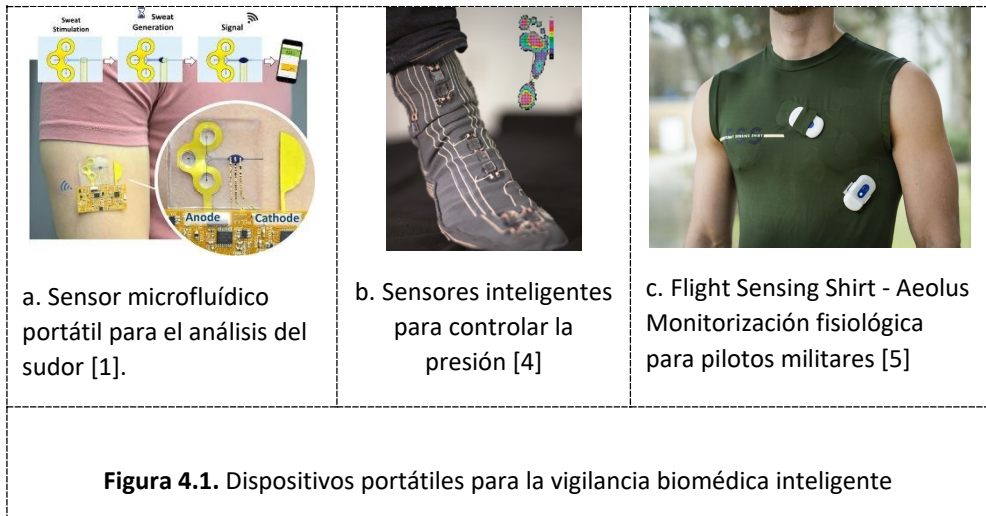 Sweat
Stimulation
Sweat
Generation
Signal
Anode
Cathode
a. Sensor microfluídico
portátil para el análisis del
sudor [1].
b. Sensores inteligentes
para controlar la
presión [4]
c. Flight Sensing Shirt - Aeolus
Monitorización fisiológica
para pilotos militares [5]
Figura 4.1. Dispositivos portátiles para la vigilancia biomédica inteligente